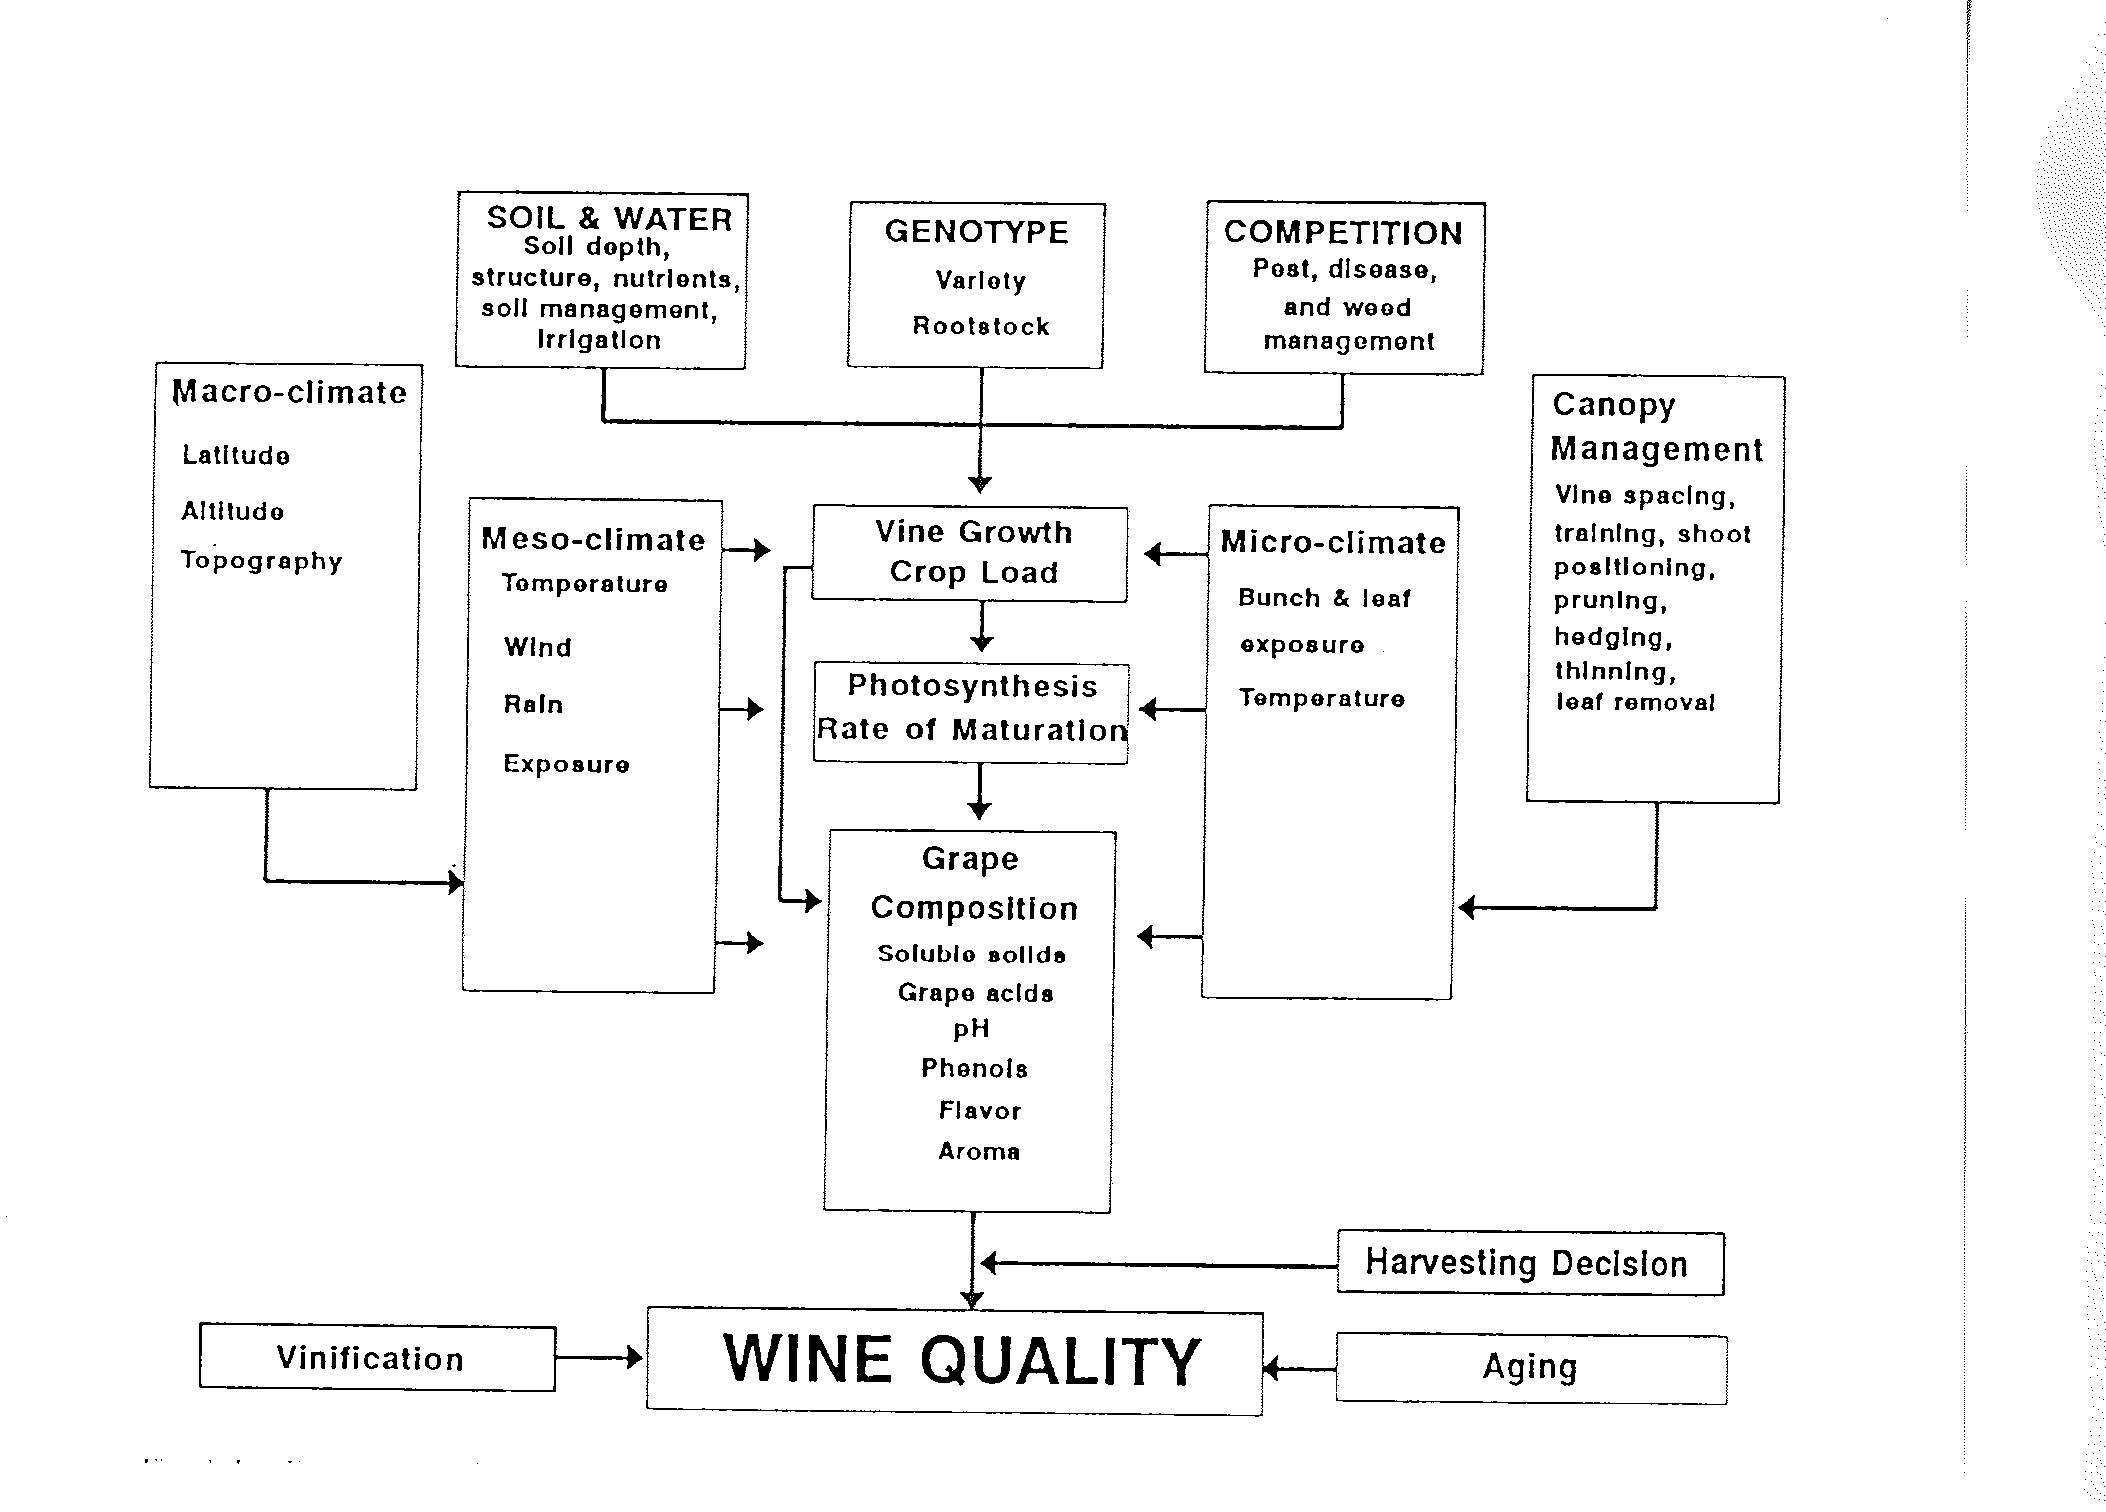 SOIL & WATER
Soil depth,
structure, nutrients,
soil management,
Irrigation
GENOTYPE
Variety
Rootstock
COMPETITION
Pest, disease,
and weed
management
Macro-climate
Latitude
Altitude
Topography
Canopy
Management
Vine spacing,
training, shoot
positioning,
pruning,
hedging,
thinning,
leaf removal
Meso-climate
Temperature
Wind
Rain
Exposure
Vine Growth
Crop Load
Micro-climate
Bunch & leaf
exposure
Temperature
Photosynthesis
Rate of Maturation
Grape
Composition
Soluble solids
Grape acids
pH
Phenols
Flavor
Aroma
Harvesting Decision
Vinification
WINE QUALITY
Aging